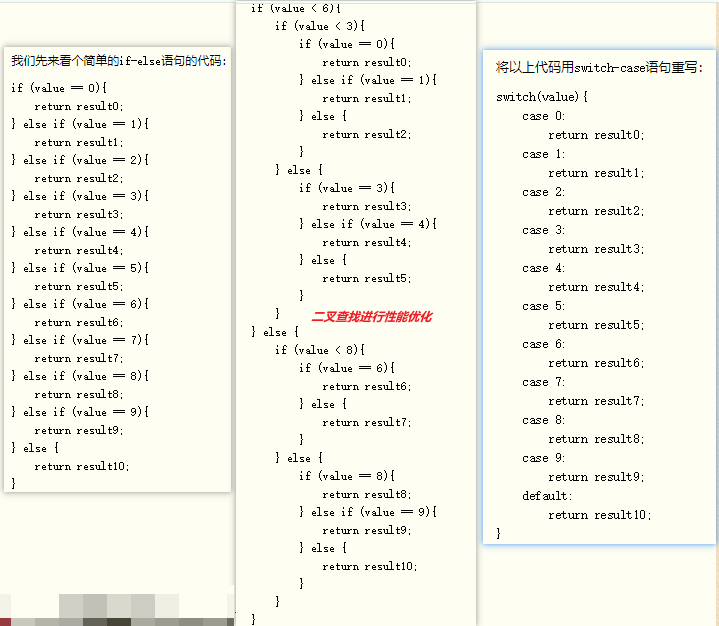 我们先来看个简单的if-else语句的代码:
if (value == 0){
return result0;
} else if (value == 1){
return result1;
} else if (value == 2){
return result2;
} else if (value == 3){
return result3;
} else if (value == 4){
return result4;
} else if (value == 5){
return result5;
} else if (value == 6){
return result6;
} else if (value == 7){
return result7;
} else if (value == 8){
return result8;
} else if (value == 9){
return result9;
} else {
return result10;
}
if (value < 6){
if (value < 3){
if (value == 0){
return result0;
} else if (value == 1){
return result1;
} else {
return result2;
}
} else {
if (value == 3){
return result3;
} else if (value == 4){
return result4;
} else {
return result5;
}
}
二叉查找进行性能优化
} else {
if (value < 8){
if (value == 6){
return result6;
} else {
return result7;
}
} else {
if (value == 8){
return result8;
} else if (value == 9){
return result9;
} else {
return result10;
}
}
}
将以上代码用switch-case语句重写:
switch(value){
case 0:
return result0;
case 1:
return result1;
case 2:
return result2;
case 3:
return result3;
case 4:
return result4;
case 5:
return result5;
case 6:
return result6;
case 7:
return result7;
case 8:
return result8;
case 9:
return result9;
default:
return result10;
}